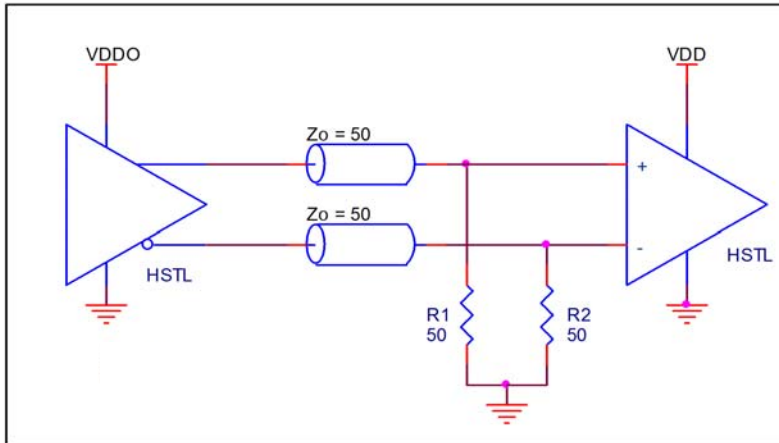 VDDO
VDD
Zo = 50
+
Zo = 50
-
HSTL
HSTL
R1
50
R2
50